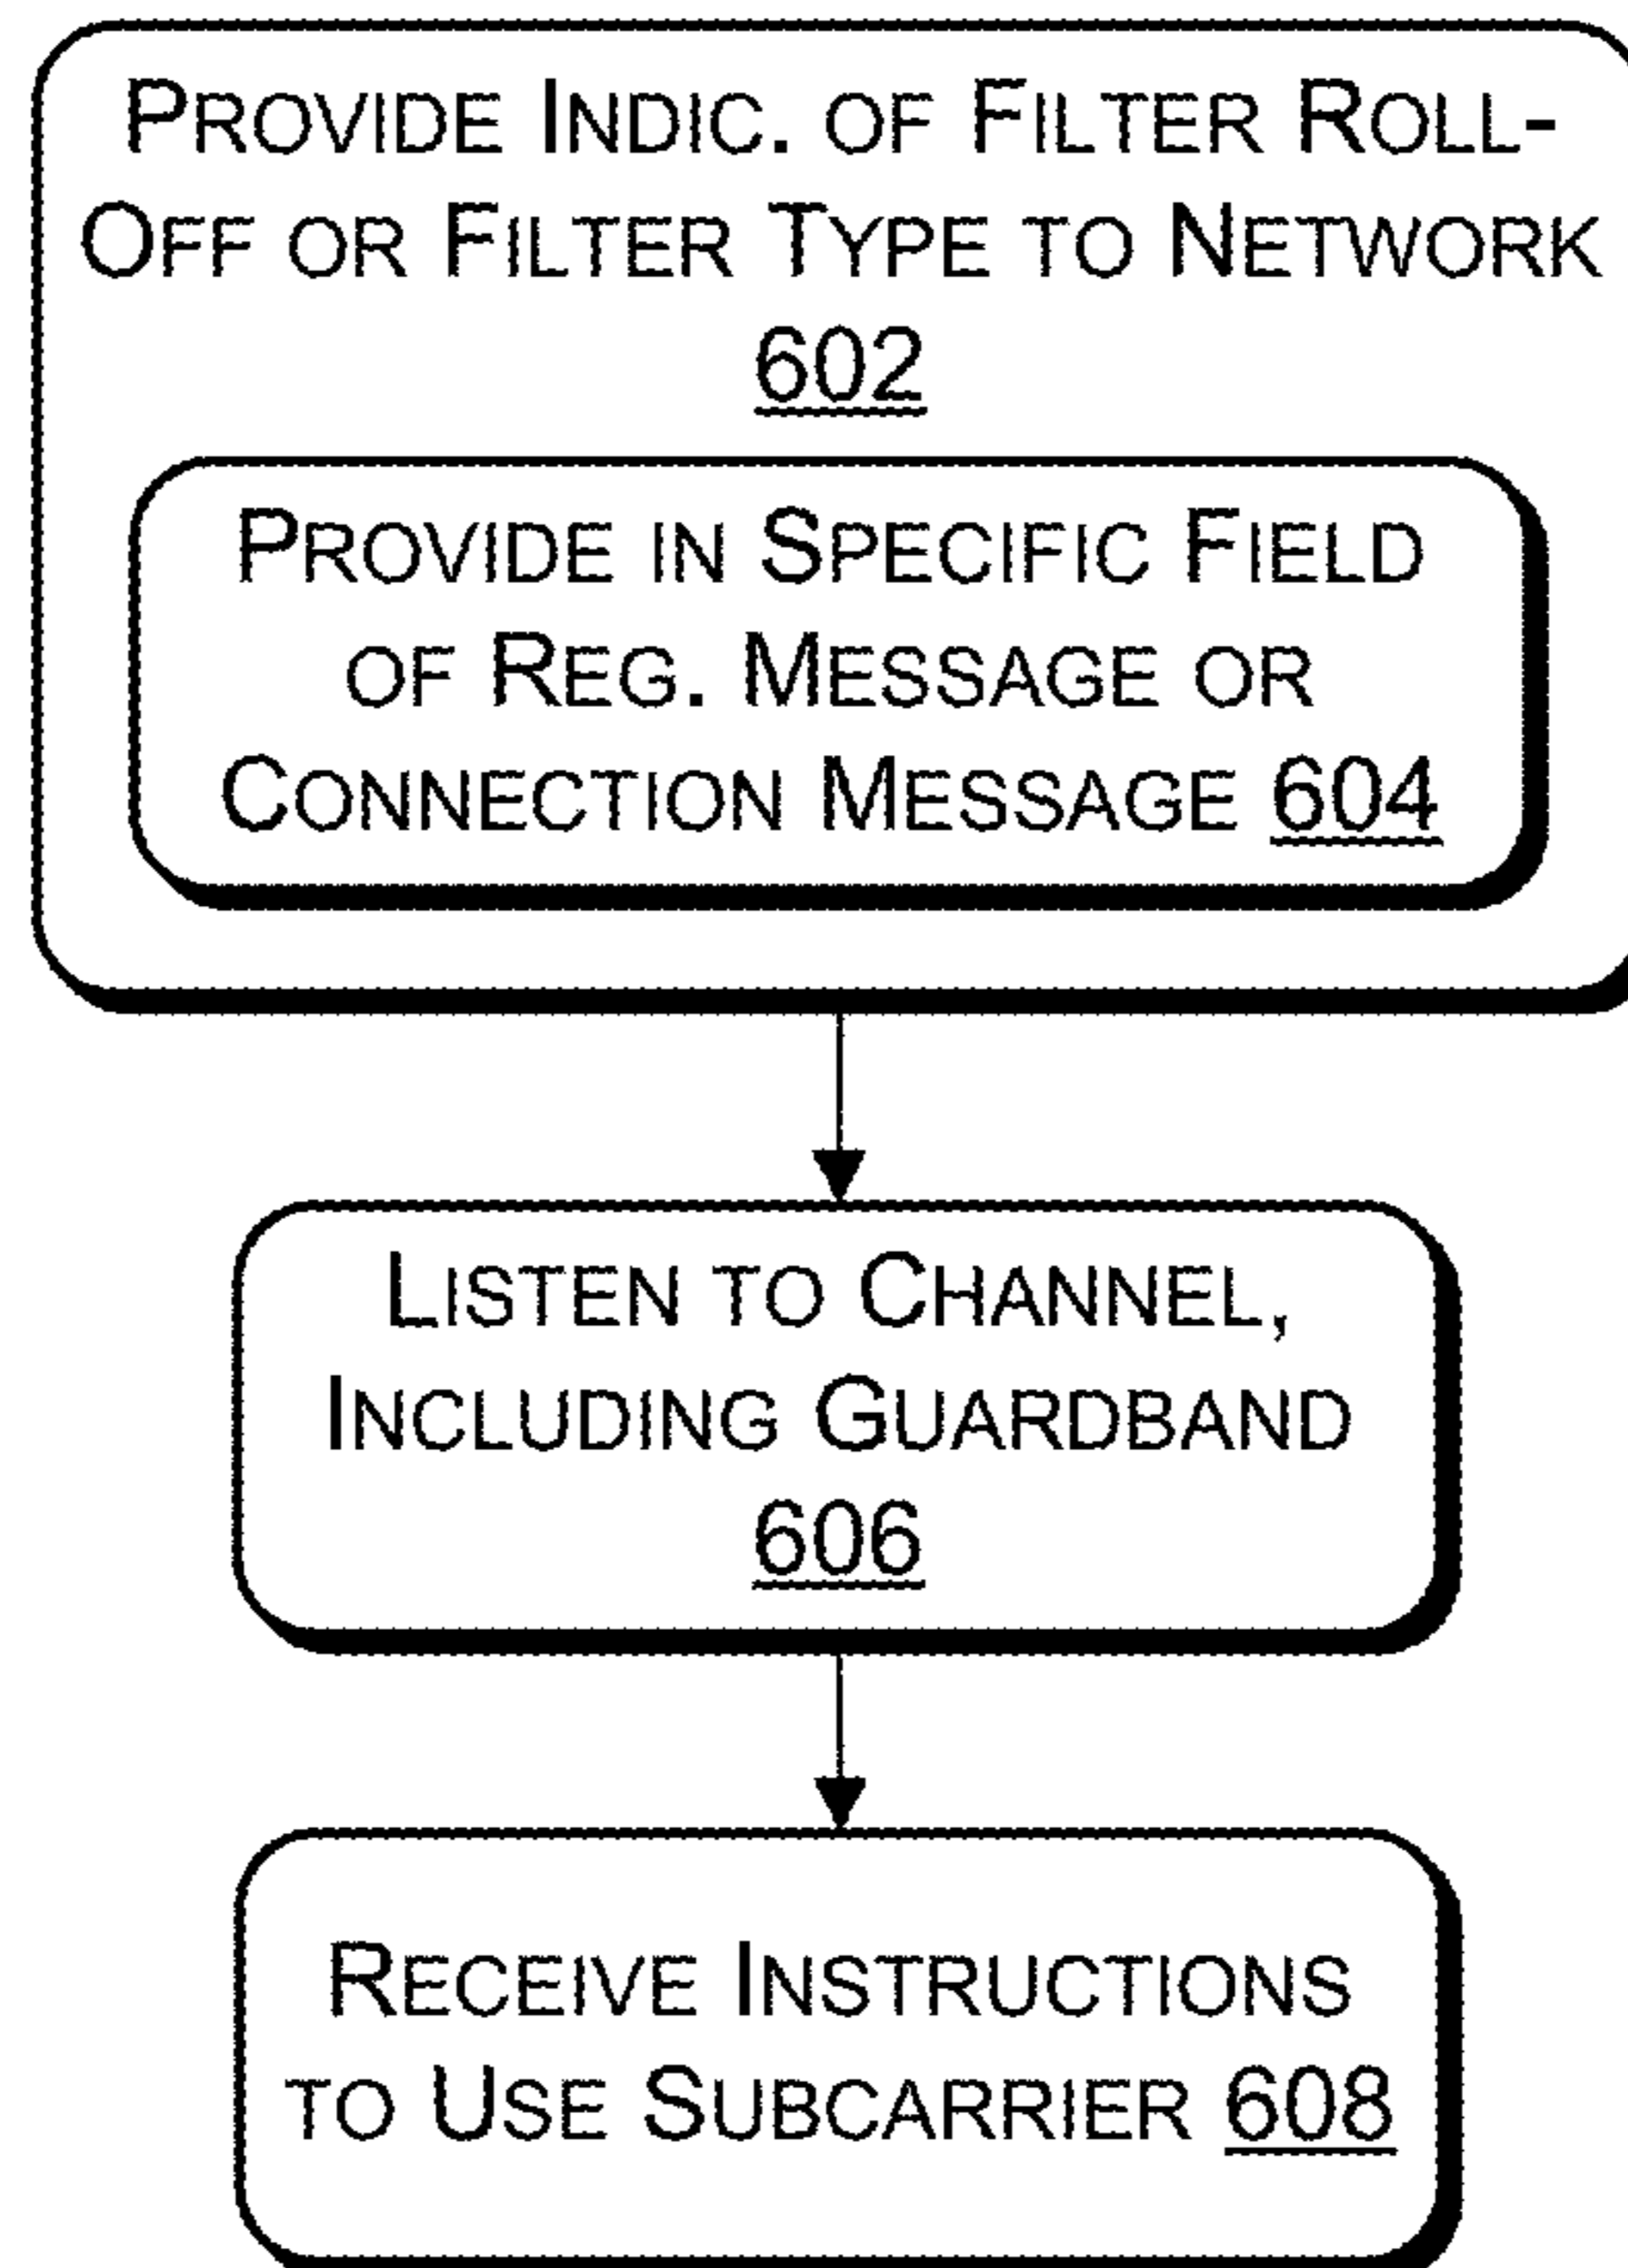 PROVIDE INDIC. OF FILTER ROLL-
OFF OR FILTER TYPE TO NETWORK
602
PROVIDE IN SPECIFIC FIELD
OF REG. MESSAGE OR
CONNECTION MESSAGE 604
LISTEN TO CHANNEL,
INCLUDING GUARDBAND
606
RECEIVE INSTRUCTIONS
TO USE SUBCARRIER 608